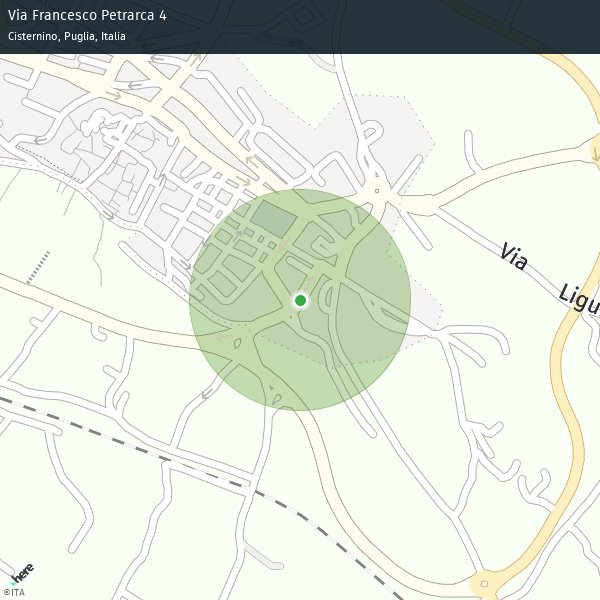 Via Francesco Petrarca 4
Cisternino, Puglia, Italia
Via
Ligu
here
©ITA